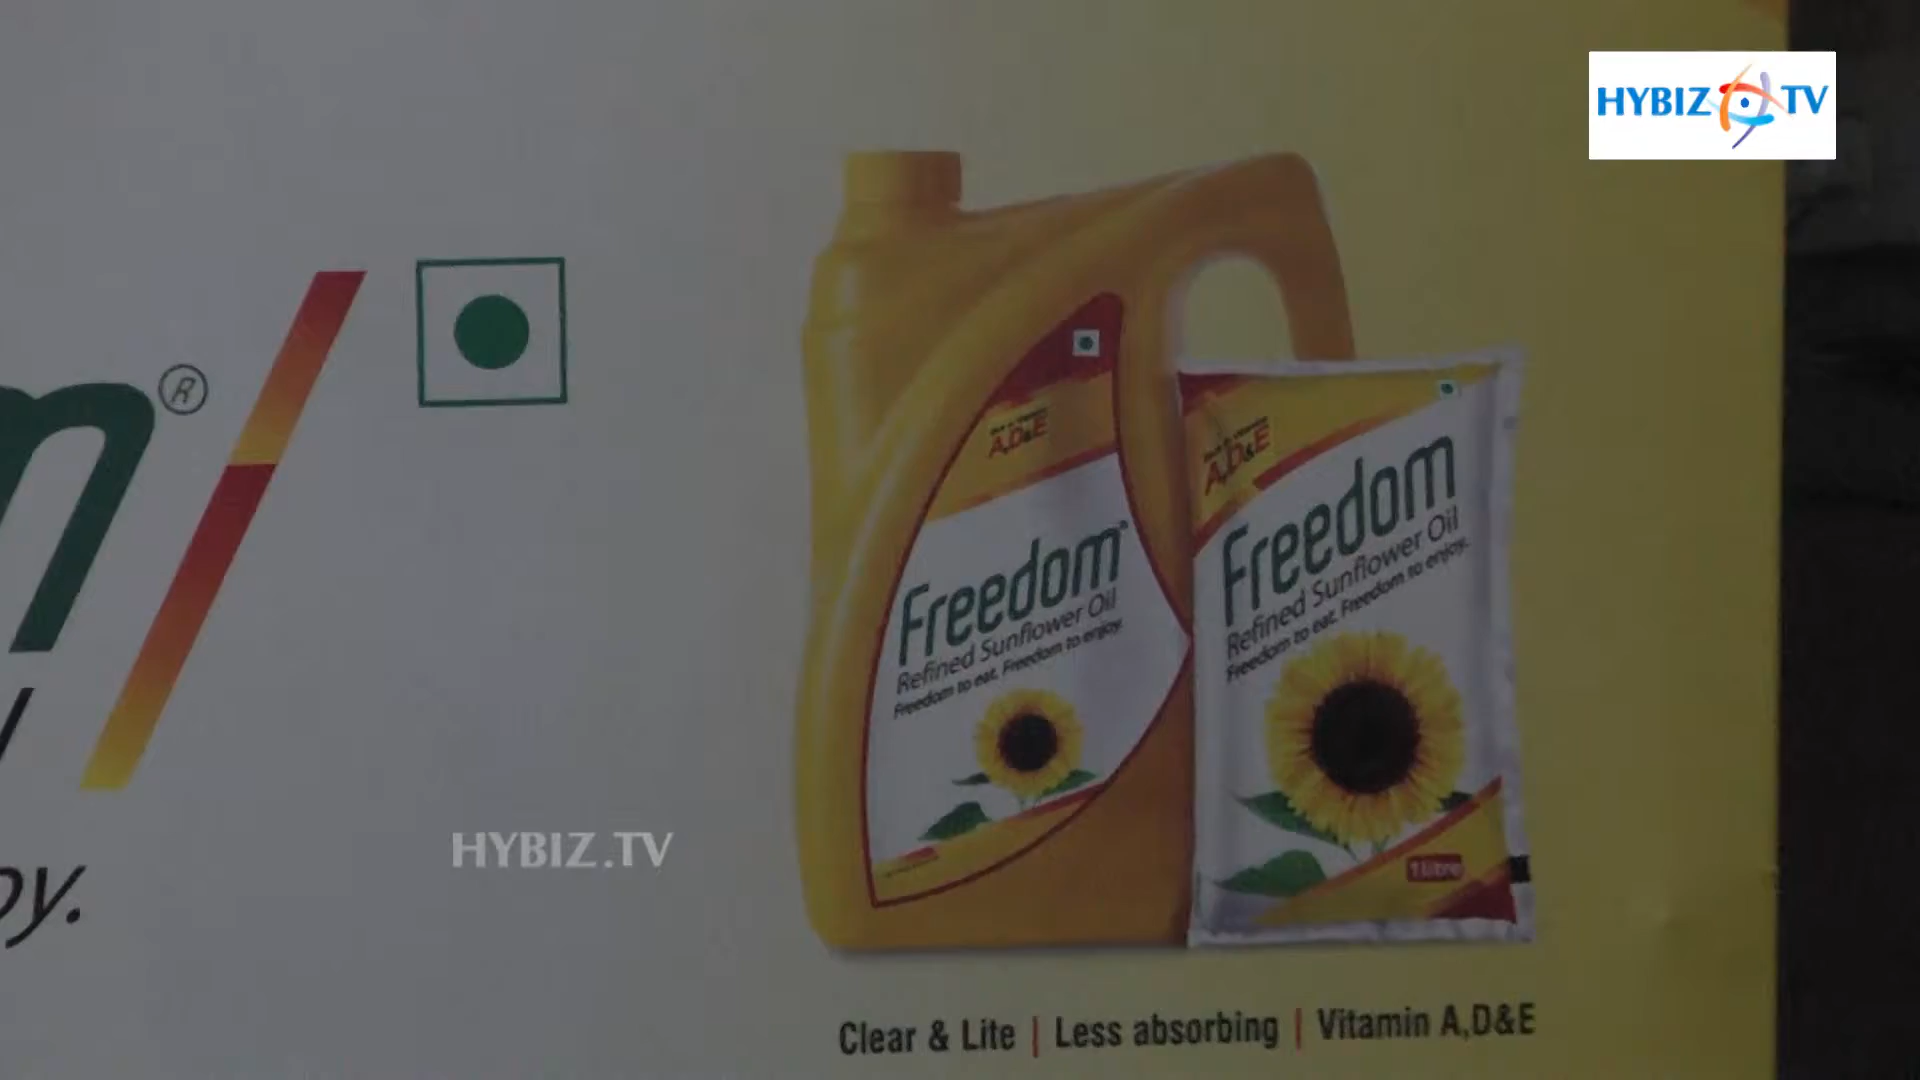 HYBIZ TV
m®
A,D&E
Freedom
Refined Sunflower Oil
Freedom to eat. Freedom to enjoy.
A,D&E
Freedom
Refined Sunflower Oil
Freedom to eat. Freedom to enjoy.
1 Litre
HYBIZ.TV
oy.
Clear & Lite | Less absorbing | Vitamin A,D&E